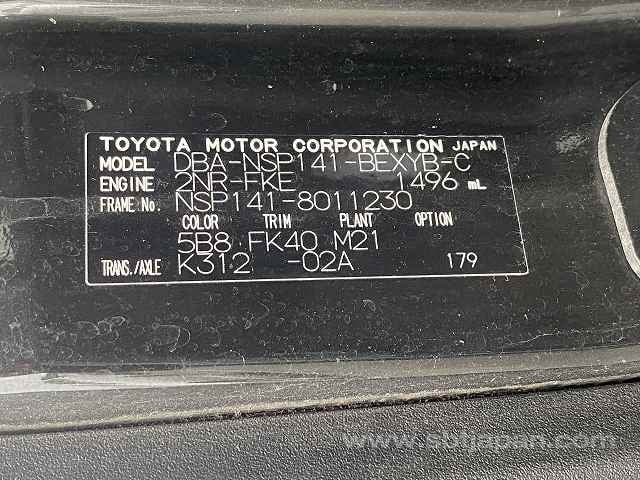 TOYOTA MOTOR CORPORATION JAPAN
MODEL DBA-NSP141-BEXYB-C
ENGINE 2NR-FKE 1496 mL
FRAME No. NSP141-8011230
COLOR TRIM PLANT OPTION
5B8 FK40 M21
TRANS./AXLE K312 -02A 179
www.sbtjapan.com